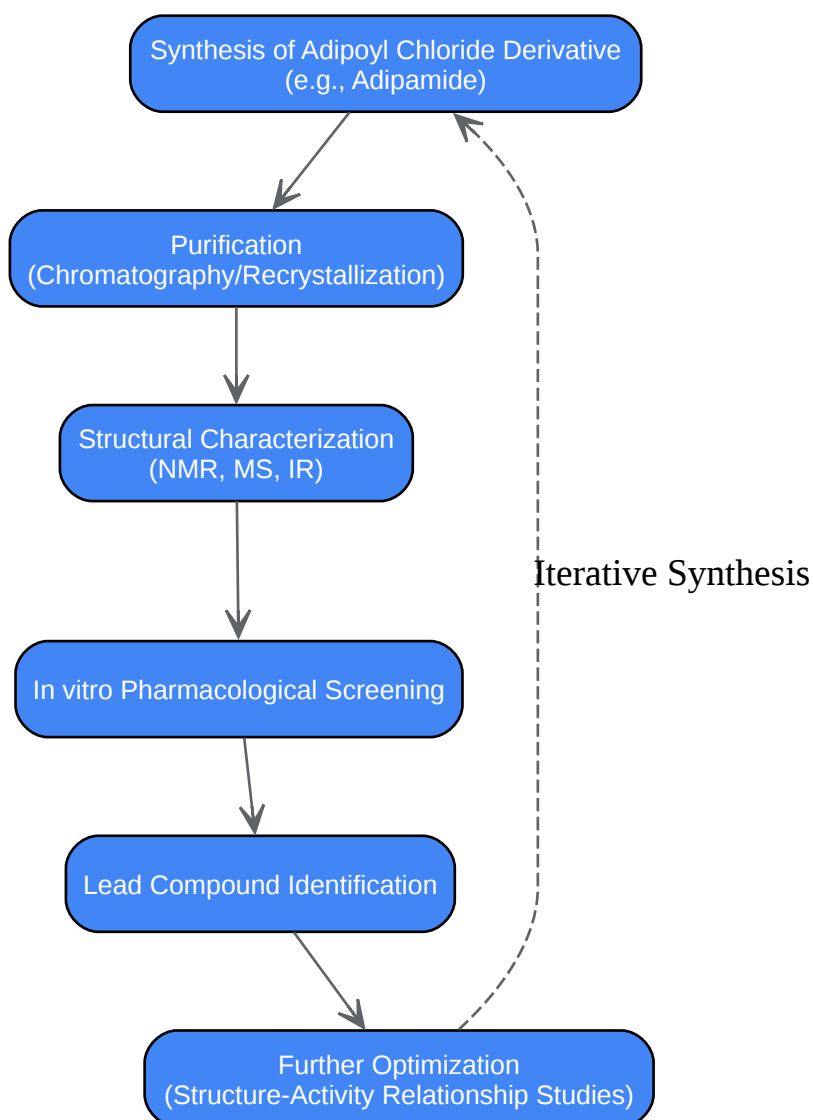 Synthesis of Adipoyl Chloride Derivative
(e.g., Adipamide)
Purification
(Chromatography/Recrystallization)
Structural Characterization
(NMR, MS, IR)
Iterative Synthesis
In vitro Pharmacological Screening
Lead Compound Identification
Further Optimization
(Structure-Activity Relationship Studies)